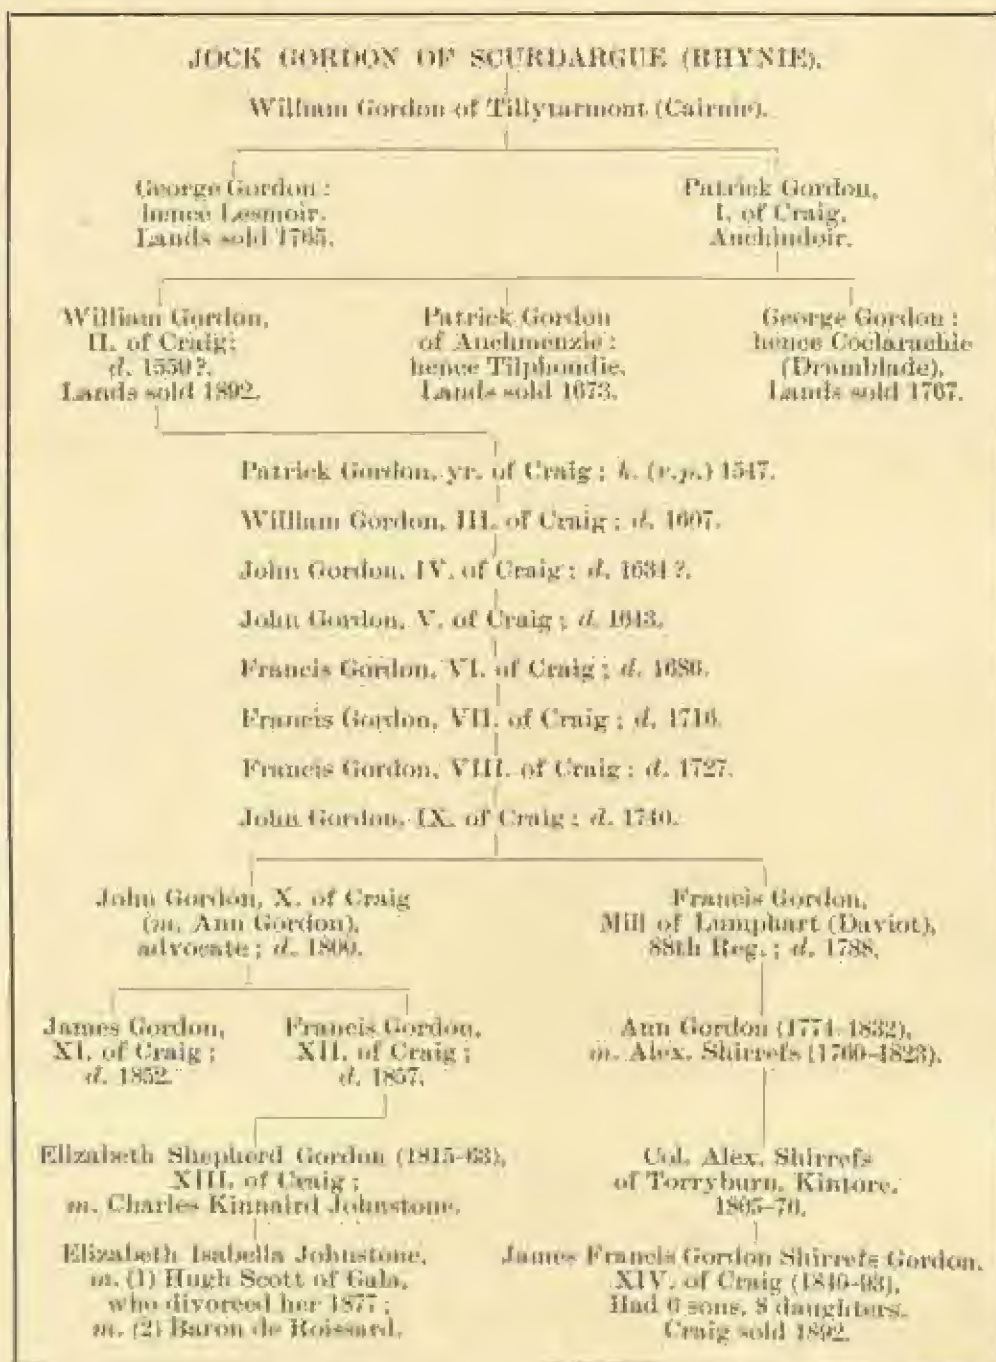 JOCK GORDON OF SCURDARGUE (RHYNIE).
William Gordon of Tillytarmont (Cairnie).
George Gordon :
hence Lesmoir.
Lands sold 1765.
Patrick Gordon,
I. of Craig,
Auchindoir.
William Gordon,
II. of Craig;
d. 1559 ?.
Lands sold 1892.
Patrick Gordon
of Auchmenzie :
hence Tilphoudie.
Lands sold 1673.
George Gordon :
hence Coclarachie
(Drumblade).
Lands sold 1767.
Patrick Gordon, yr. of Craig ; k. (v.p.) 1547.
William Gordon, III. of Craig ; d. 1607.
John Gordon, IV. of Craig ; d. 1634 ?.
John Gordon, V. of Craig ; d. 1643.
Francis Gordon, VI. of Craig ; d. 1686.
Francis Gordon, VII. of Craig ; d. 1716.
Francis Gordon, VIII. of Craig ; d. 1727.
John Gordon, IX. of Craig ; d. 1740.
John Gordon, X. of Craig
(m. Ann Gordon),
advocate ; d. 1800.
Francis Gordon,
Mill of Lumphart (Daviot),
88th Reg. ; d. 1788.
James Gordon,
XI. of Craig ;
d. 1852.
Francis Gordon,
XII. of Craig ;
d. 1857.
Ann Gordon (1774-1832),
m. Alex. Shirrefs (1760-1823).
Elizabeth Shepherd Gordon (1815-63),
XIII. of Craig ;
m. Charles Kinnaird Johnstone.
Col. Alex. Shirrefs
of Torryburn, Kintore.
1805-70.
Elizabeth Isabella Johnstone,
m. (1) Hugh Scott of Gala,
who divorced her 1877 ;
m. (2) Baron de Roissard.
James Francis Gordon Shirrefs Gordon,
XIV. of Craig (1840-93).
Had 6 sons, 8 daughters.
Craig sold 1892.